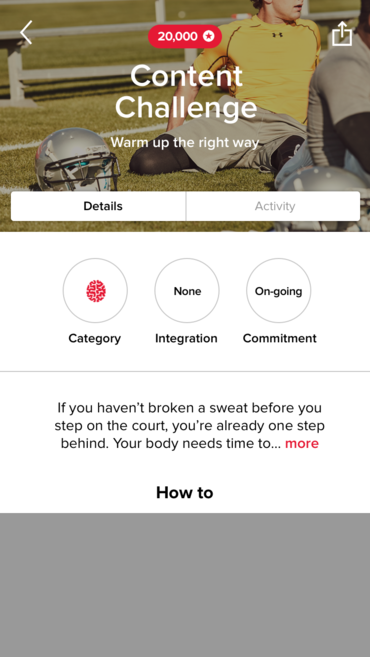 20,000
Content
Challenge
Warm up the right way
Details
Activity
None
On-going
Category
Integration
Commitment
If you haven’t broken a sweat before you
step on the court, you’re already one step
behind. Your body needs time to... more
How to